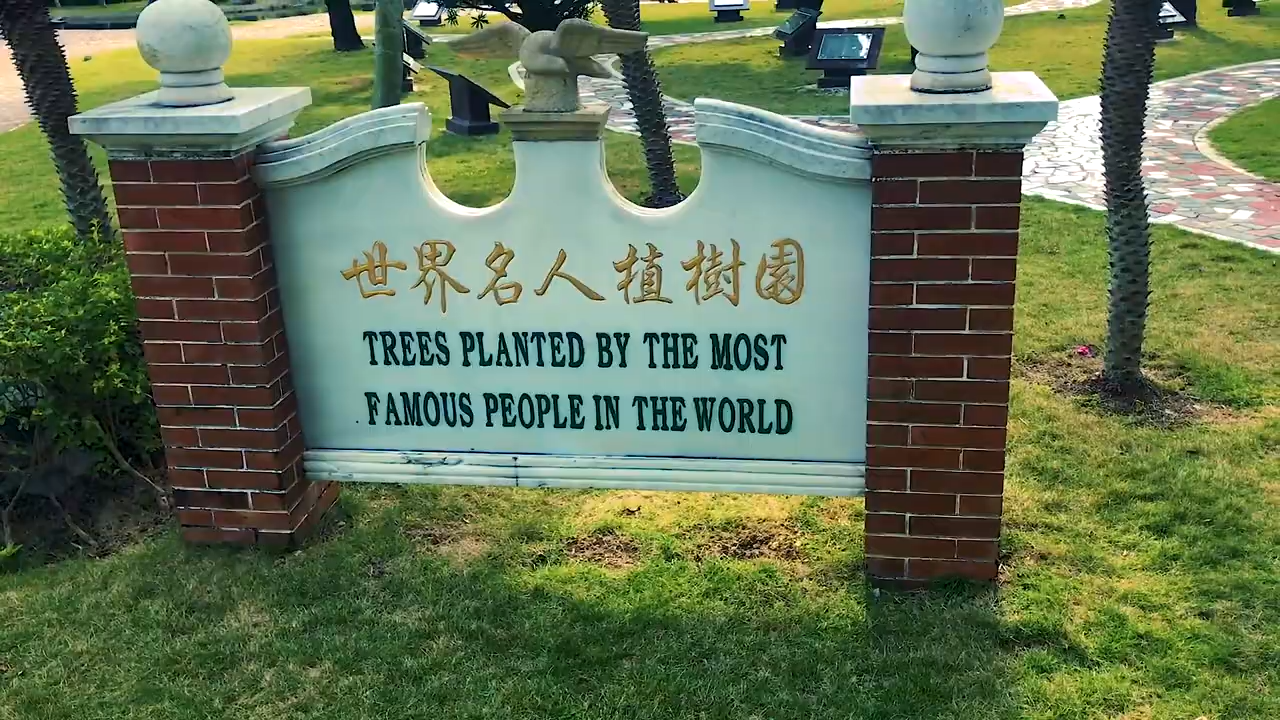 世界名人植樹園
TREES PLANTED BY THE MOST
FAMOUS PEOPLE IN THE WORLD